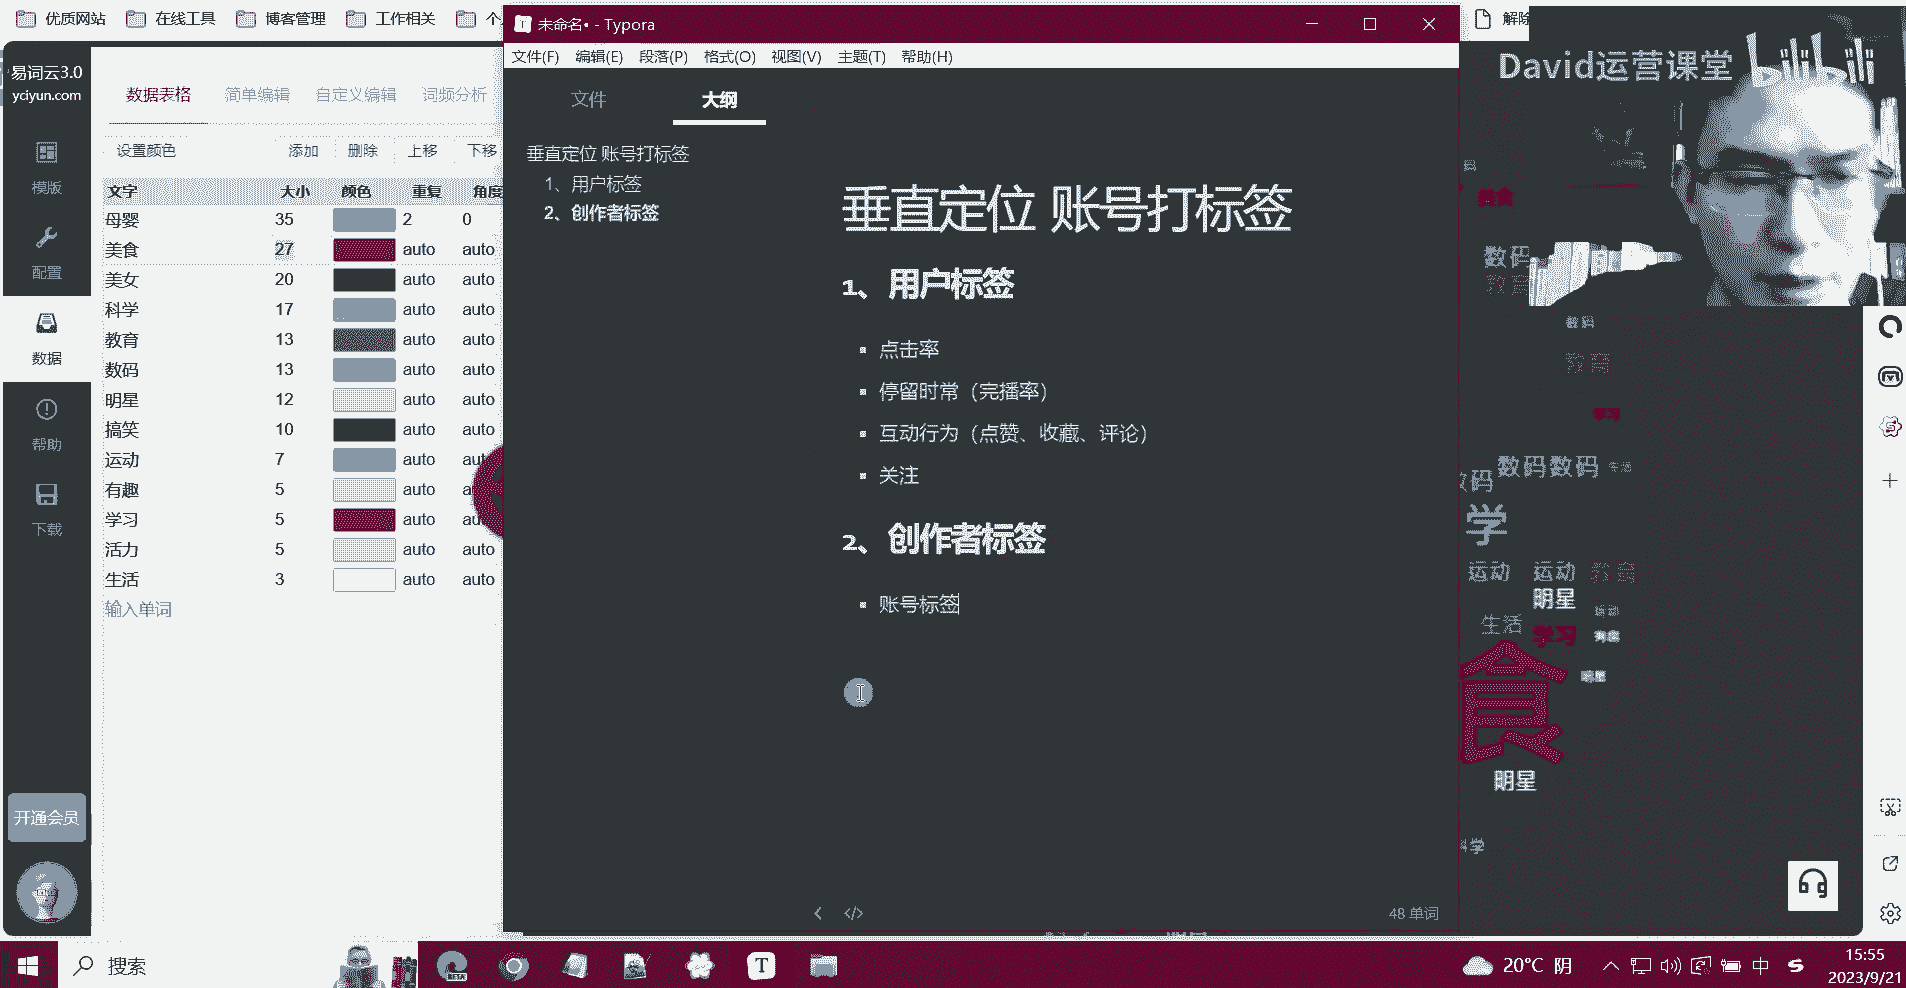 优质网站 在线工具 博客管理 工作相关
未命名• - Typora
解除
文件(F) 编辑(E) 段落(P) 格式(O) 视图(V) 主题(T) 帮助(H)
David运营课堂
bilibili
易词云3.0
yciyun.com
模版
配置
数据
帮助
下载
开通会员
数据表格 简单编辑 自定义编辑 词频分析
设置颜色 添加 删除 上移 下移
文字 大小 颜色 重复 角度
母婴 35 2 0
美食 27 auto auto
美女 20 auto auto
科学 17 auto auto
教育 13 auto auto
数码 13 auto auto
明星 12 auto auto
搞笑 10 auto auto
运动 7 auto auto
有趣 5 auto
学习 5 auto
活力 5 auto auto
生活 3 auto auto
输入单词
文件 大纲
垂直定位 账号打标签
1、用户标签
2、创作者标签
垂直定位 账号打标签
1、 用户标签
点击率
停留时常（完播率）
互动行为（点赞、收藏、评论）
关注
2、 创作者标签
账号标签
48 单词
数码
教育
数码
教育
学习
数码数码
学
运动 运动 教育
明星
生活 学习
食
明星
搜索
20°C 阴
中
15:55
2023/9/21